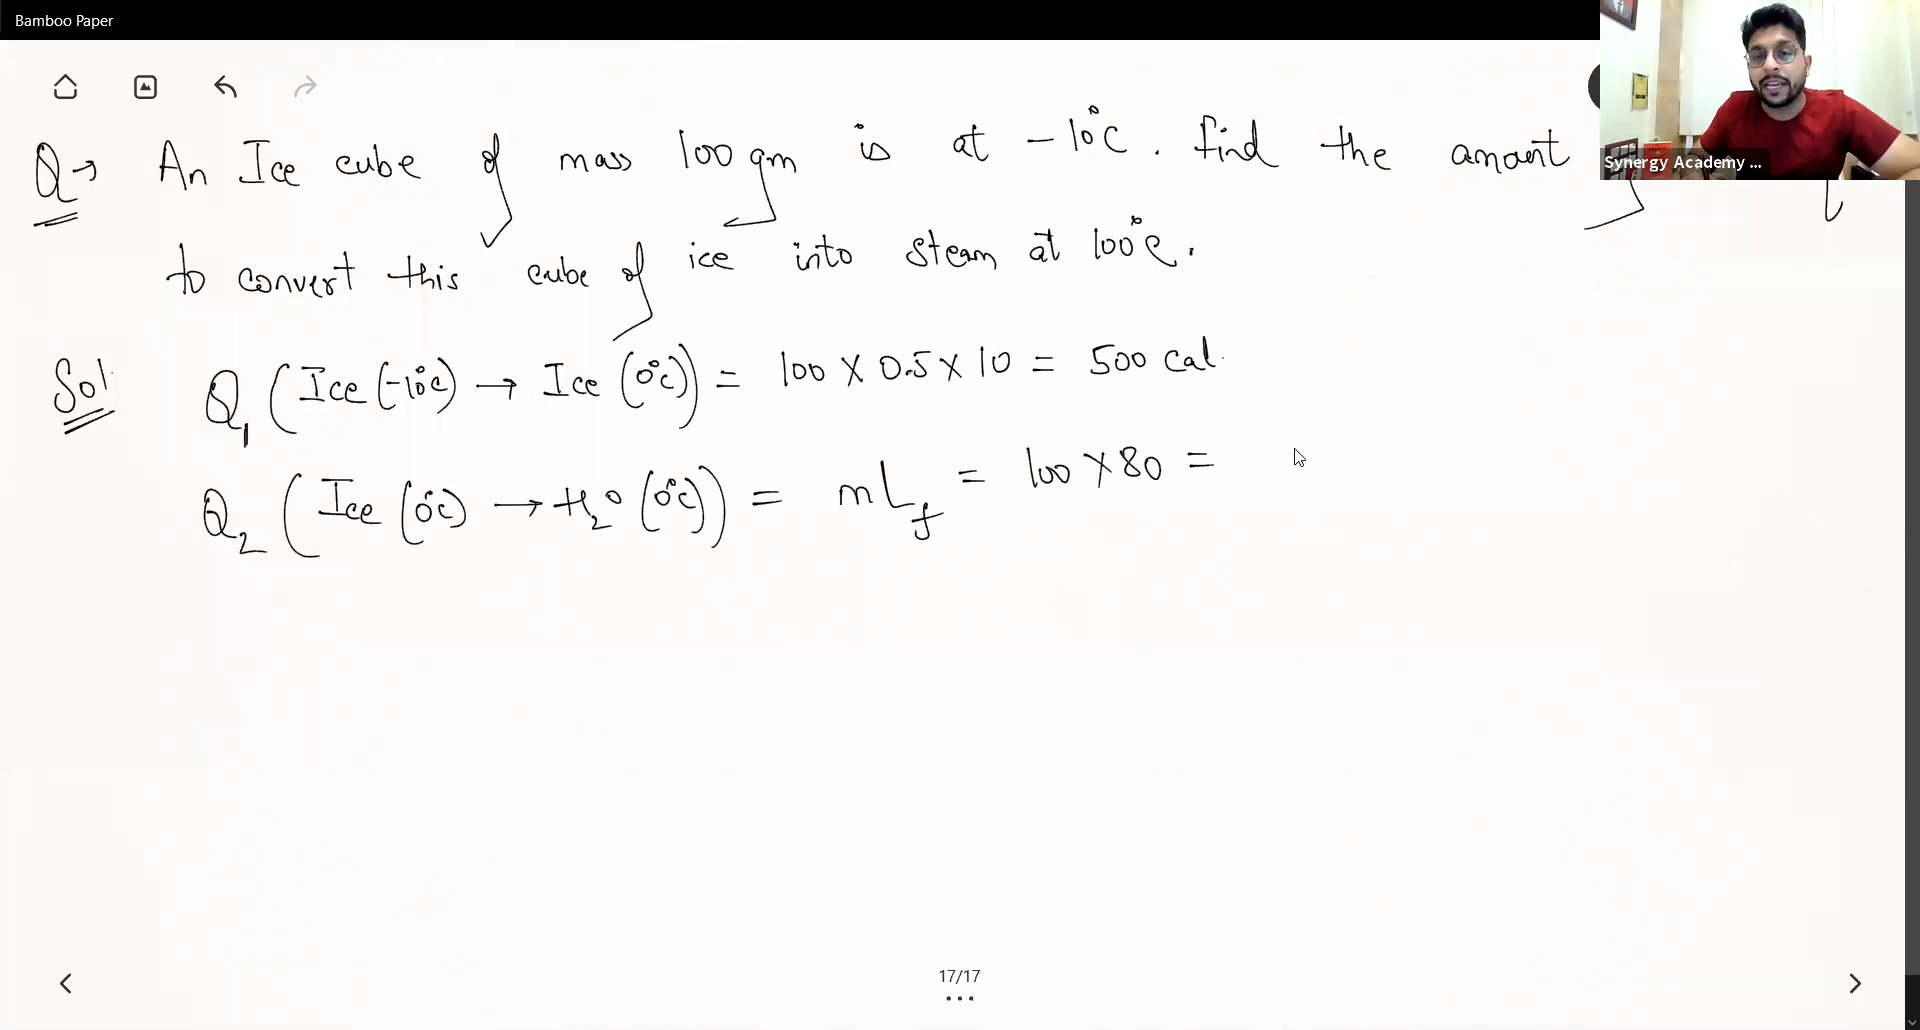 Bamboo Paper
Synergy Academy ...
Q→ An Ice cube of mass 100 gm is at -10°C. find the amount
to convert this cube of ice into steam at 100°C.
Sol. Q₁ (Ice (-10°C) → Ice (0°C)) = 100 X 0.5 X 10 = 500 cal.
Q₂ (Ice (0°C) → H₂O (0°C)) = mL_f = 100 X 80 =
17/17